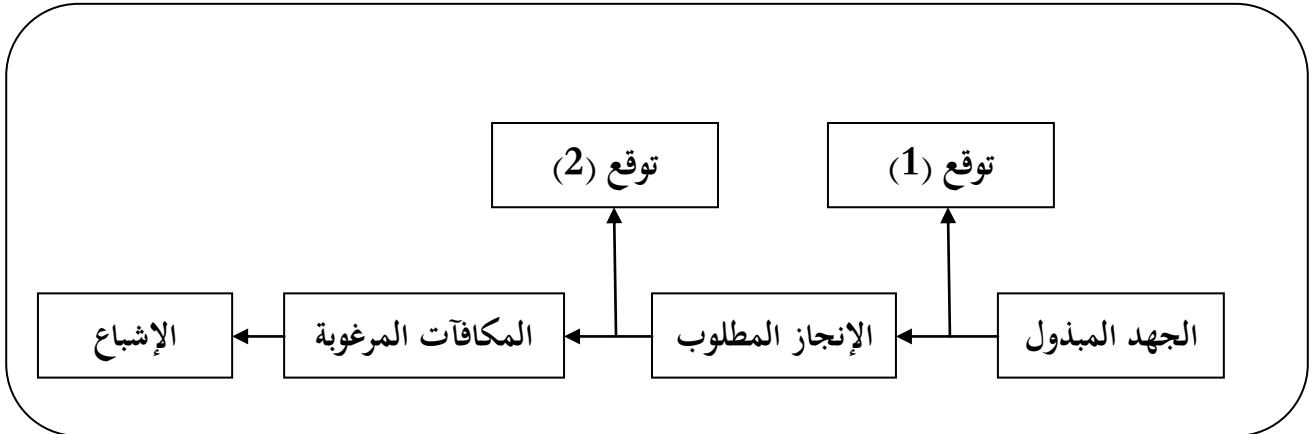 توقع (1)
توقع (2)
الجهد المبذول
الإنجاز المطلوب
المكافآت المرغوبة
الإشباع